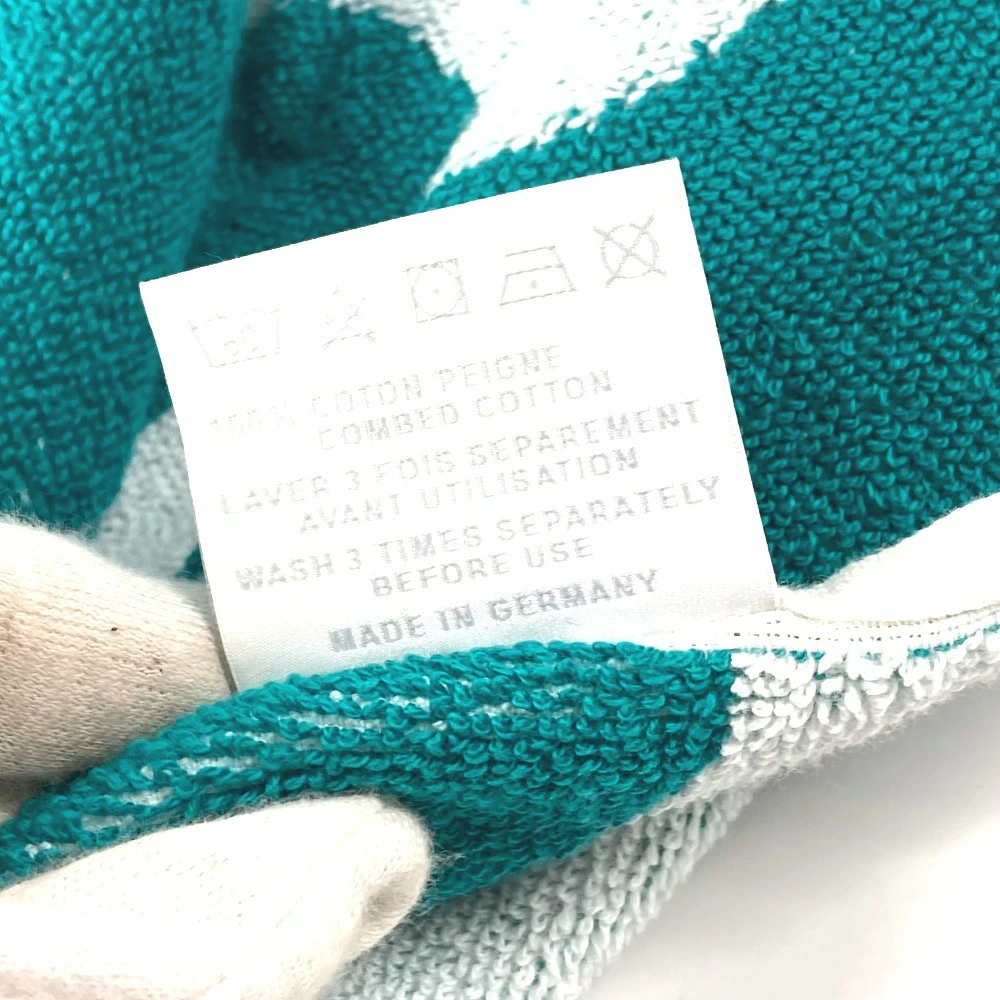 100% COTON PEIGNE
COMBED COTTON
LAVER 3 FOIS SEPAREMENT
AVANT UTILISATION
WASH 3 TIMES SEPARATELY
BEFORE USE
MADE IN GERMANY